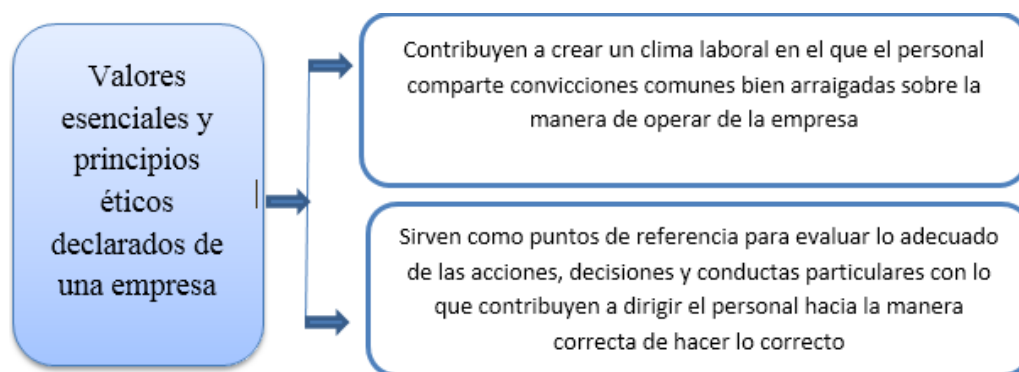 Valores
esenciales y
principios
éticos
declarados de
una empresa
Contribuyen a crear un clima laboral en el que el personal
comparte convicciones comunes bien arraigadas sobre la
manera de operar de la empresa
Sirven como puntos de referencia para evaluar lo adecuado
de las acciones, decisiones y conductas particulares con lo
que contribuyen a dirigir el personal hacia la manera
correcta de hacer lo correcto